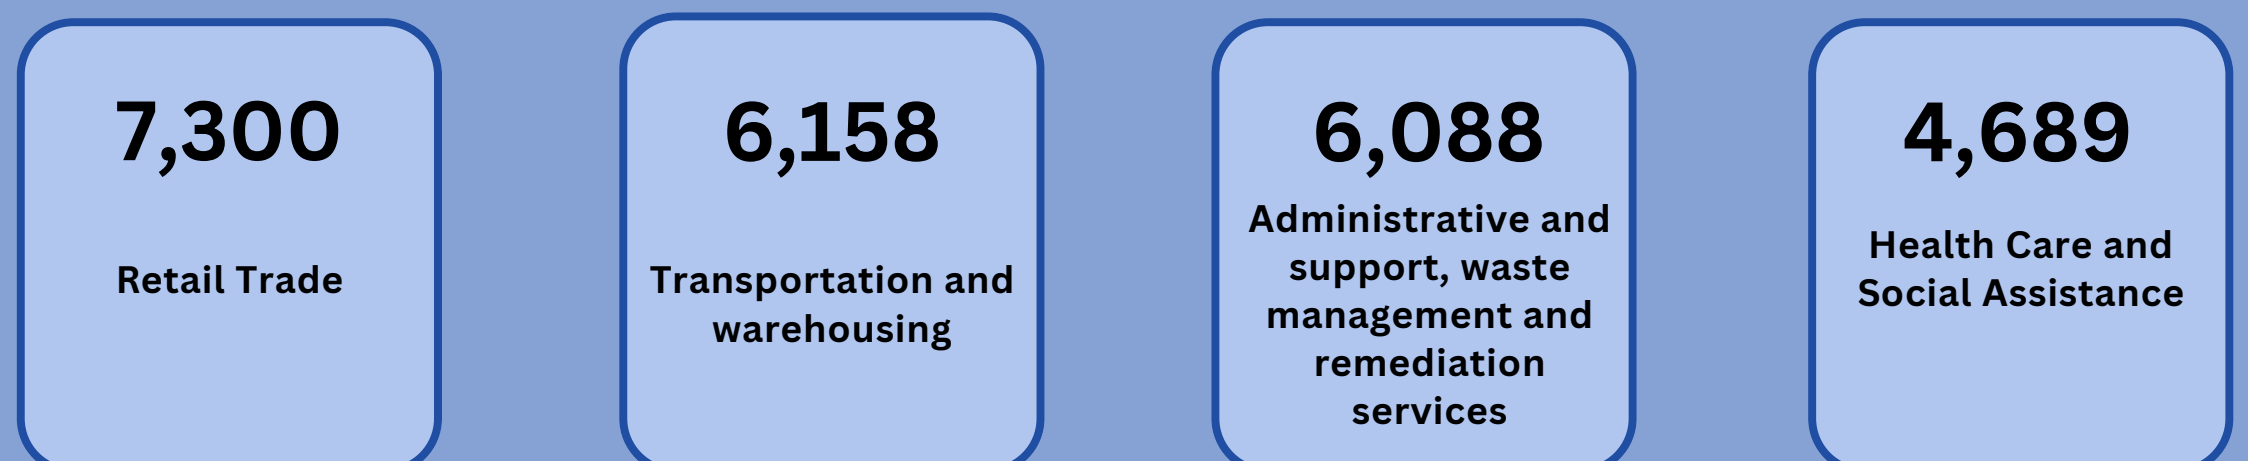 7,300
Retail Trade
6,158
Transportation and
warehousing
6,088
Administrative and
support, waste
management and
remediation
services
4,689
Health Care and
Social Assistance